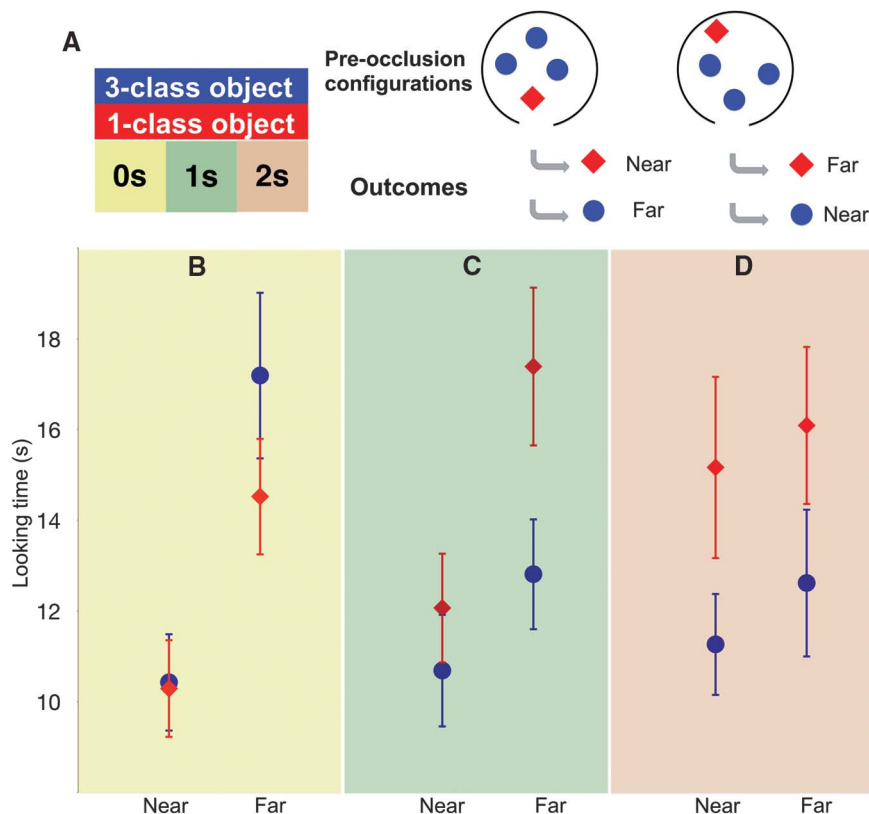 A
3-class object
1-class object
0s 1s 2s
Pre-occlusion
configurations
Outcomes
Near
Far
Far
Near
B C D
Looking time (s)
18
16
14
12
10
Near Far Near Far Near Far